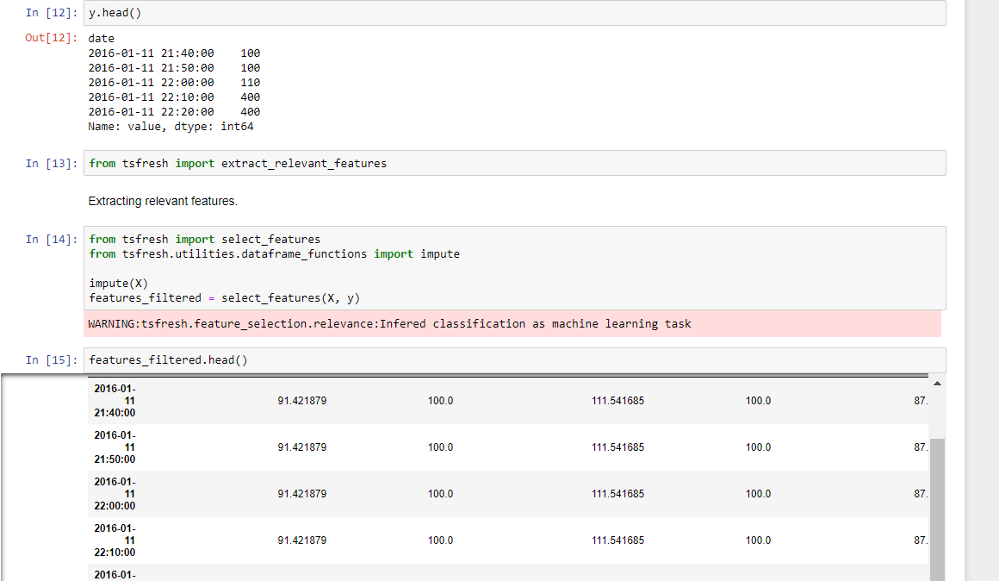 In [12]: y.head()
Out[12]: date
2016-01-11 21:40:00    100
2016-01-11 21:50:00    100
2016-01-11 22:00:00    110
2016-01-11 22:10:00    400
2016-01-11 22:20:00    400
Name: value, dtype: int64
In [13]: from tsfresh import extract_relevant_features
Extracting relevant features.
In [14]: from tsfresh import select_features
from tsfresh.utilities.dataframe_functions import impute
impute(X)
features_filtered = select_features(X, y)
WARNING:tsfresh.feature_selection.relevance:Infered classification as machine learning task
In [15]: features_filtered.head()
2016-01-
11 91.421879 100.0 111.541685 100.0 87.
21:40:00
2016-01-
11 91.421879 100.0 111.541685 100.0 87.
21:50:00
2016-01-
11 91.421879 100.0 111.541685 100.0 87.
22:00:00
2016-01-
11 91.421879 100.0 111.541685 100.0 87.
22:10:00
2016-01-